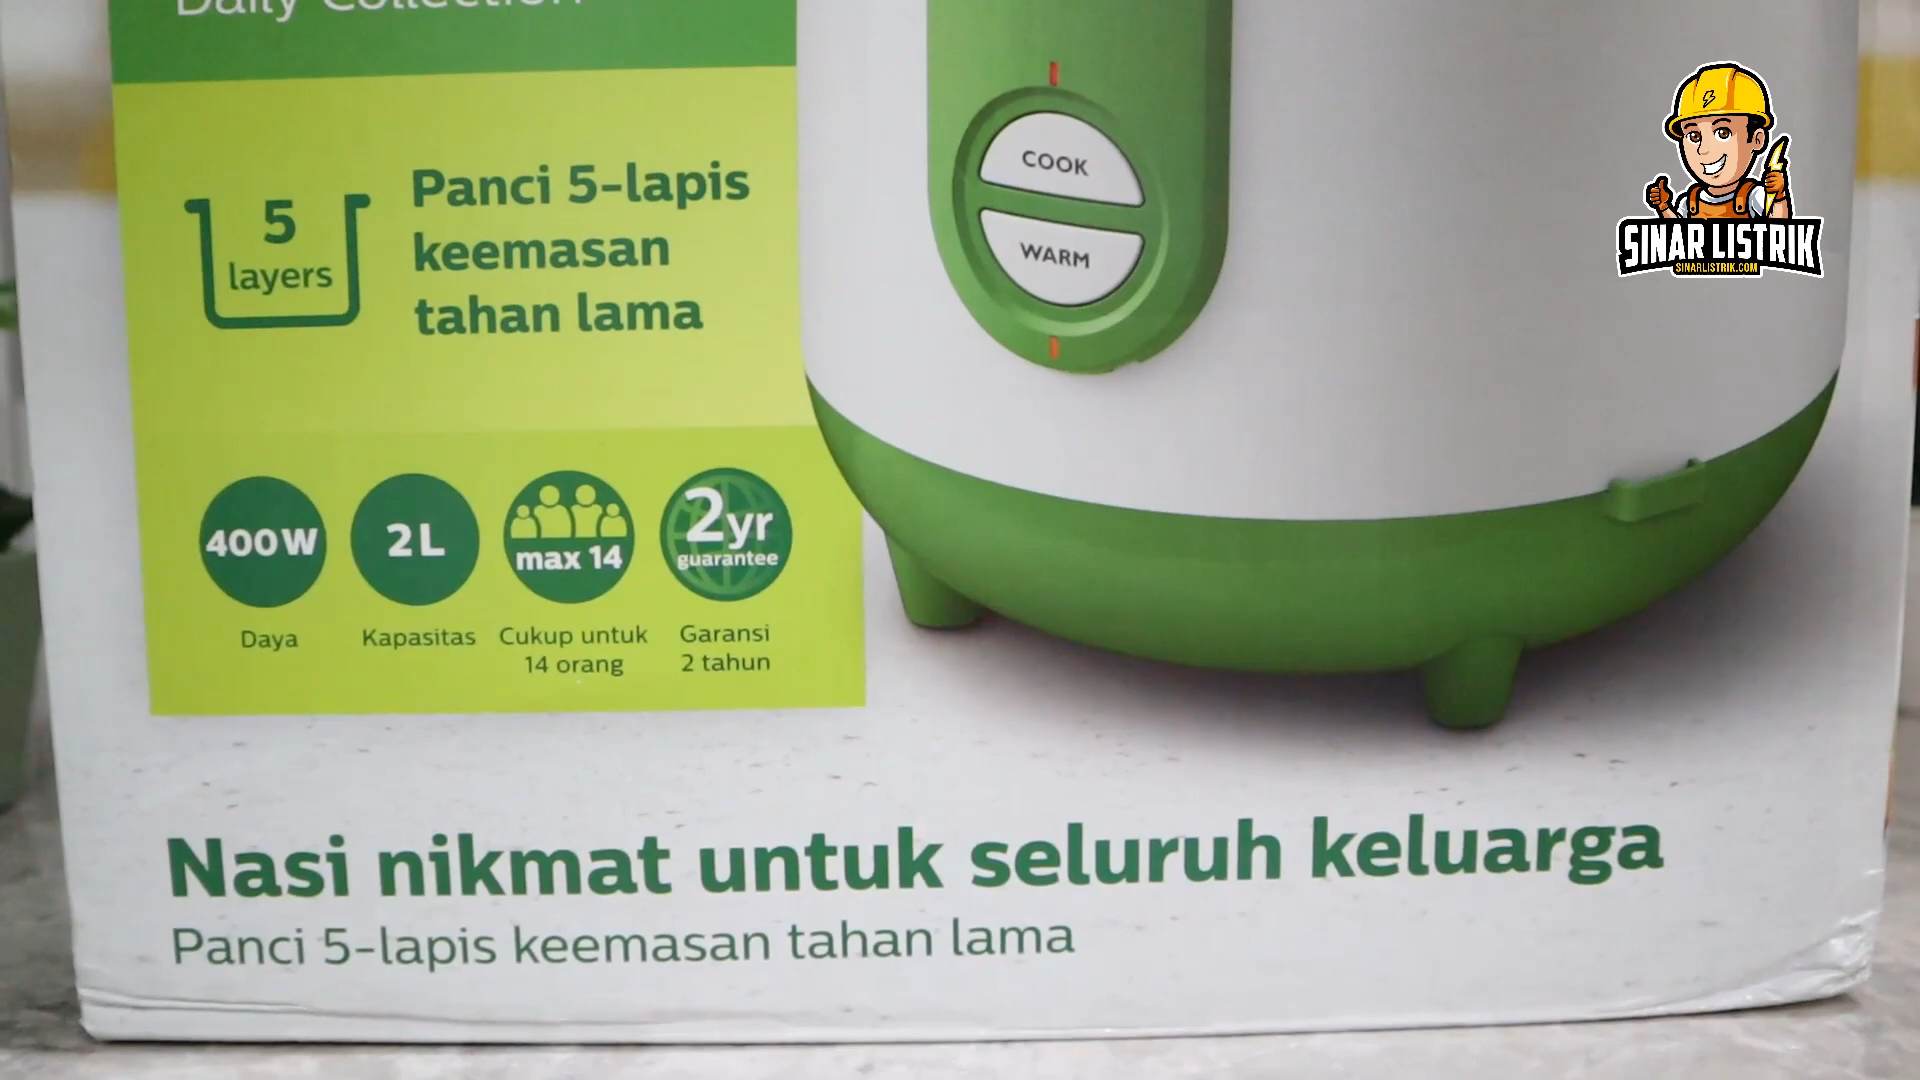 Daily Collection
5
layers
Panci 5-lapis
keemasan
tahan lama
COOK
WARM
400W
2L
max 14
2yr
guarantee
Daya
Kapasitas
Cukup untuk
14 orang
Garansi
2 tahun
Nasi nikmat untuk seluruh keluarga
Panci 5-lapis keemasan tahan lama
SINAR LISTRIK
SINARLISTRIK.COM